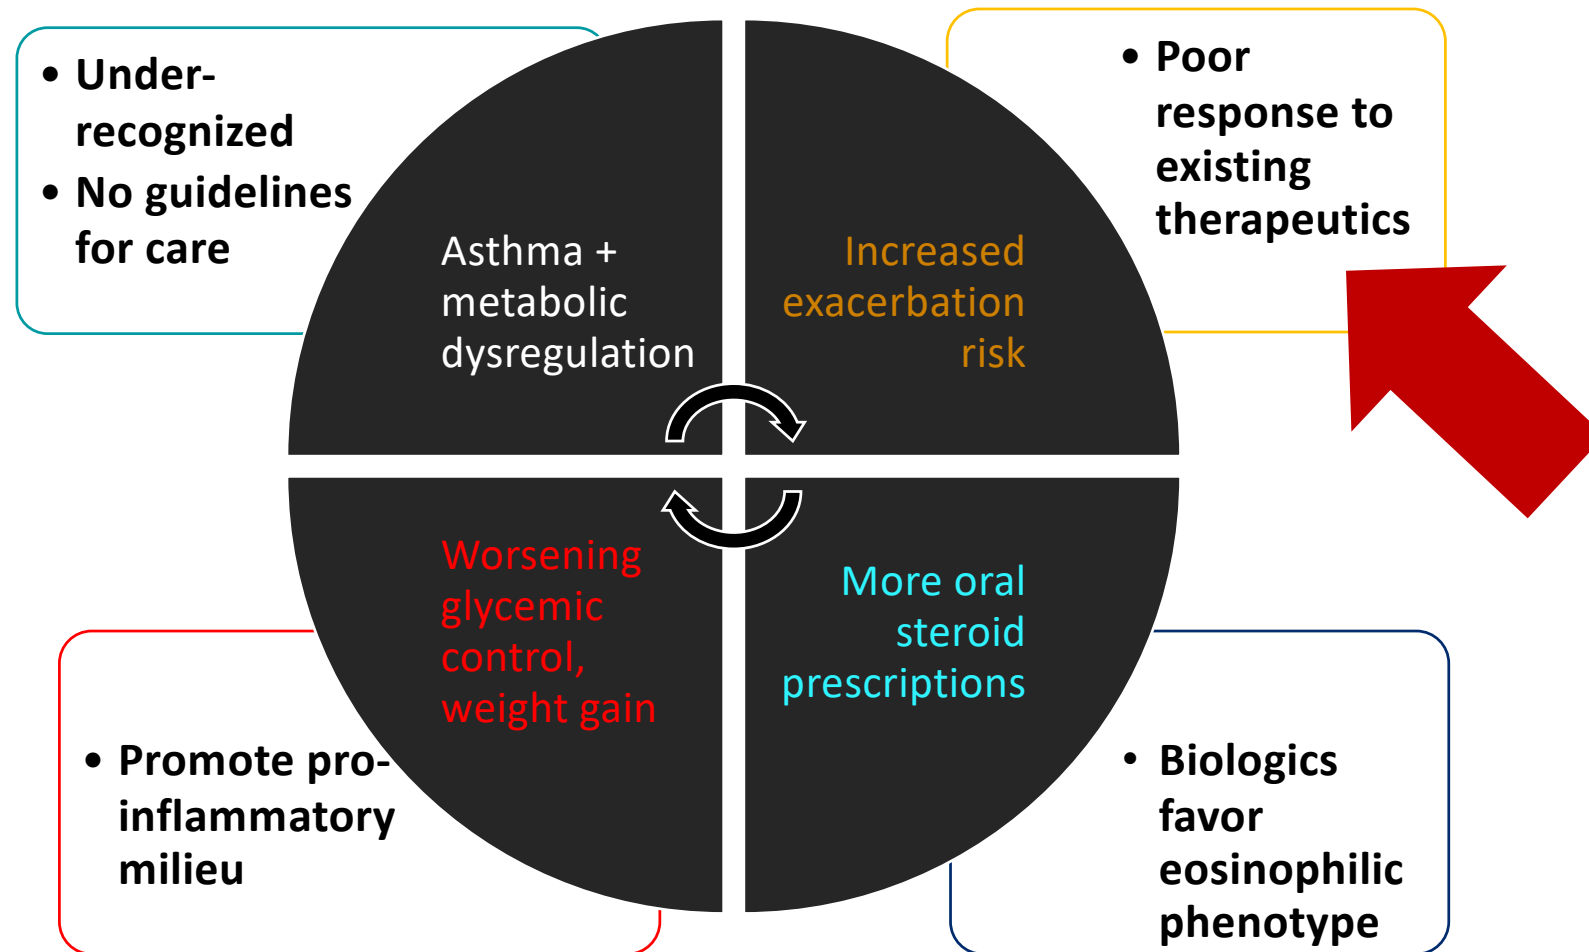 • Under-
recognized
• No guidelines
for care
Asthma +
metabolic
dysregulation
Increased
exacerbation
risk
• Poor
response to
existing
therapeutics
Worsening
glycemic
control,
weight gain
• Promote pro-
inflammatory
milieu
More oral
steroid
prescriptions
• Biologics
favor
eosinophilic
phenotype